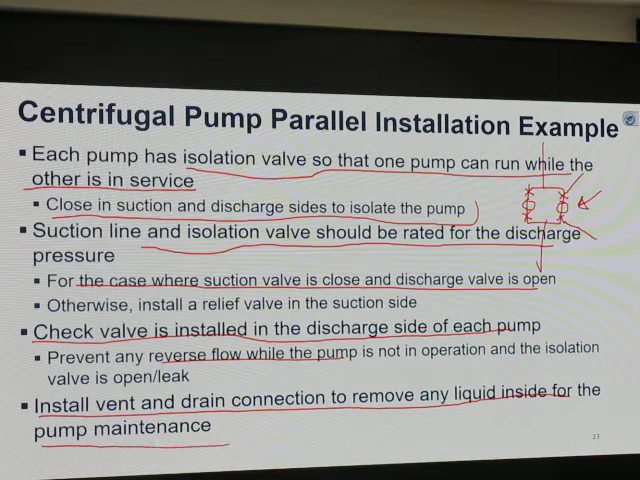 Centrifugal Pump Parallel Installation Example
▪ Each pump has isolation valve so that one pump can run while the
other is in service
▪ Close in suction and discharge sides to isolate the pump
▪ Suction line and isolation valve should be rated for the discharge
pressure
▪ For the case where suction valve is close and discharge valve is open
▪ Otherwise, install a relief valve in the suction side
▪ Check valve is installed in the discharge side of each pump
▪ Prevent any reverse flow while the pump is not in operation and the isolation
valve is open/leak
▪ Install vent and drain connection to remove any liquid inside for the
pump maintenance
23